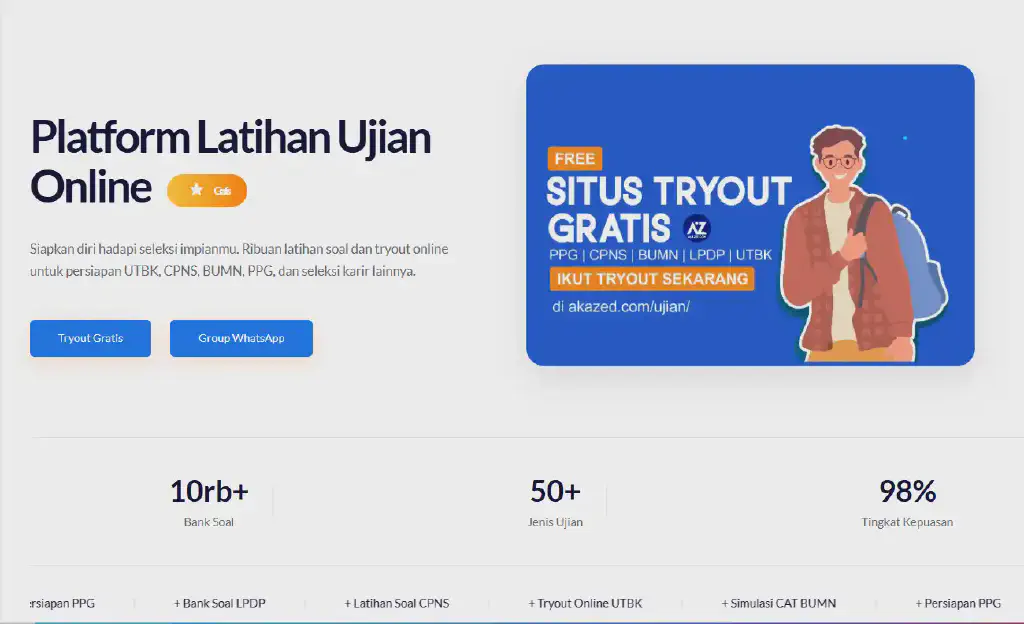 Platform Latihan Ujian
Online
Siapkan diri hadapi seleksi impianmu. Ribuan latihan soal dan tryout online
untuk persiapan UTBK, CPNS, BUMN, PPG, dan seleksi karir lainnya.
Tryout Gratis
Group WhatsApp
FREE
SITUS TRYOUT
GRATIS
AZ
PPG | CPNS | BUMN | LPDP | UTBK
IKUT TRYOUT SEKARANG
di akazed.com/ujian/
10rb+
Bank Soal
50+
Jenis Ujian
98%
Tingkat Kepuasan
ersiapan PPG
+ Bank Soal LPDP
+ Latihan Soal CPNS
+ Tryout Online UTBK
+ Simulasi CAT BUMN
+ Persiapan PPG